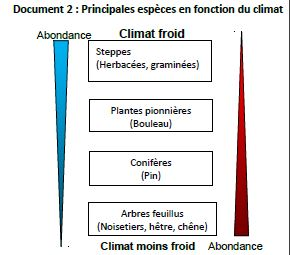 Document 2 : Principales espèces en fonction du climat
Abondance
Climat froid
Steppes
(Herbacées, graminées)
Plantes pionnières
(Bouleau)
Conifères
(Pin)
Arbres feuillus
(Noisetiers, hêtre, chêne)
Climat moins froid
Abondance